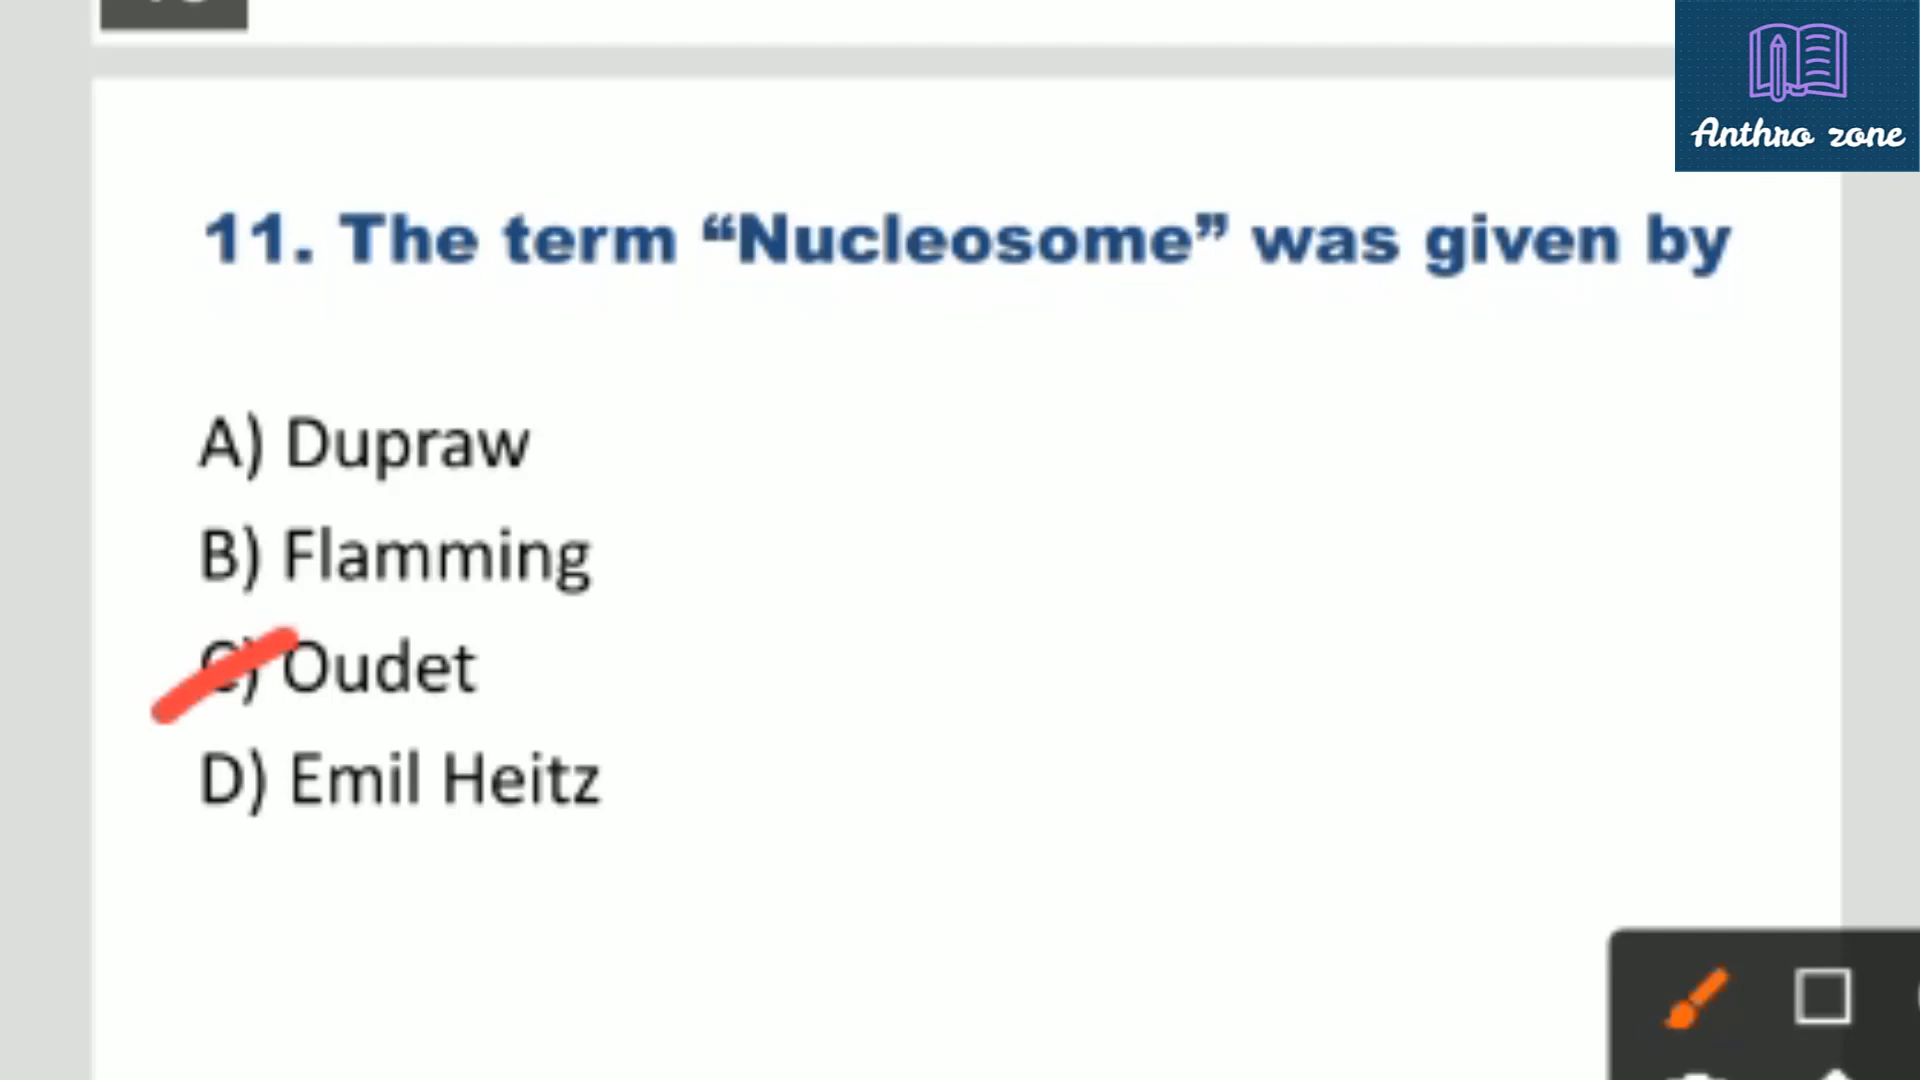 Anthro zone
11. The term “Nucleosome” was given by
A) Dupraw
B) Flamming
C) Oudet
D) Emil Heitz